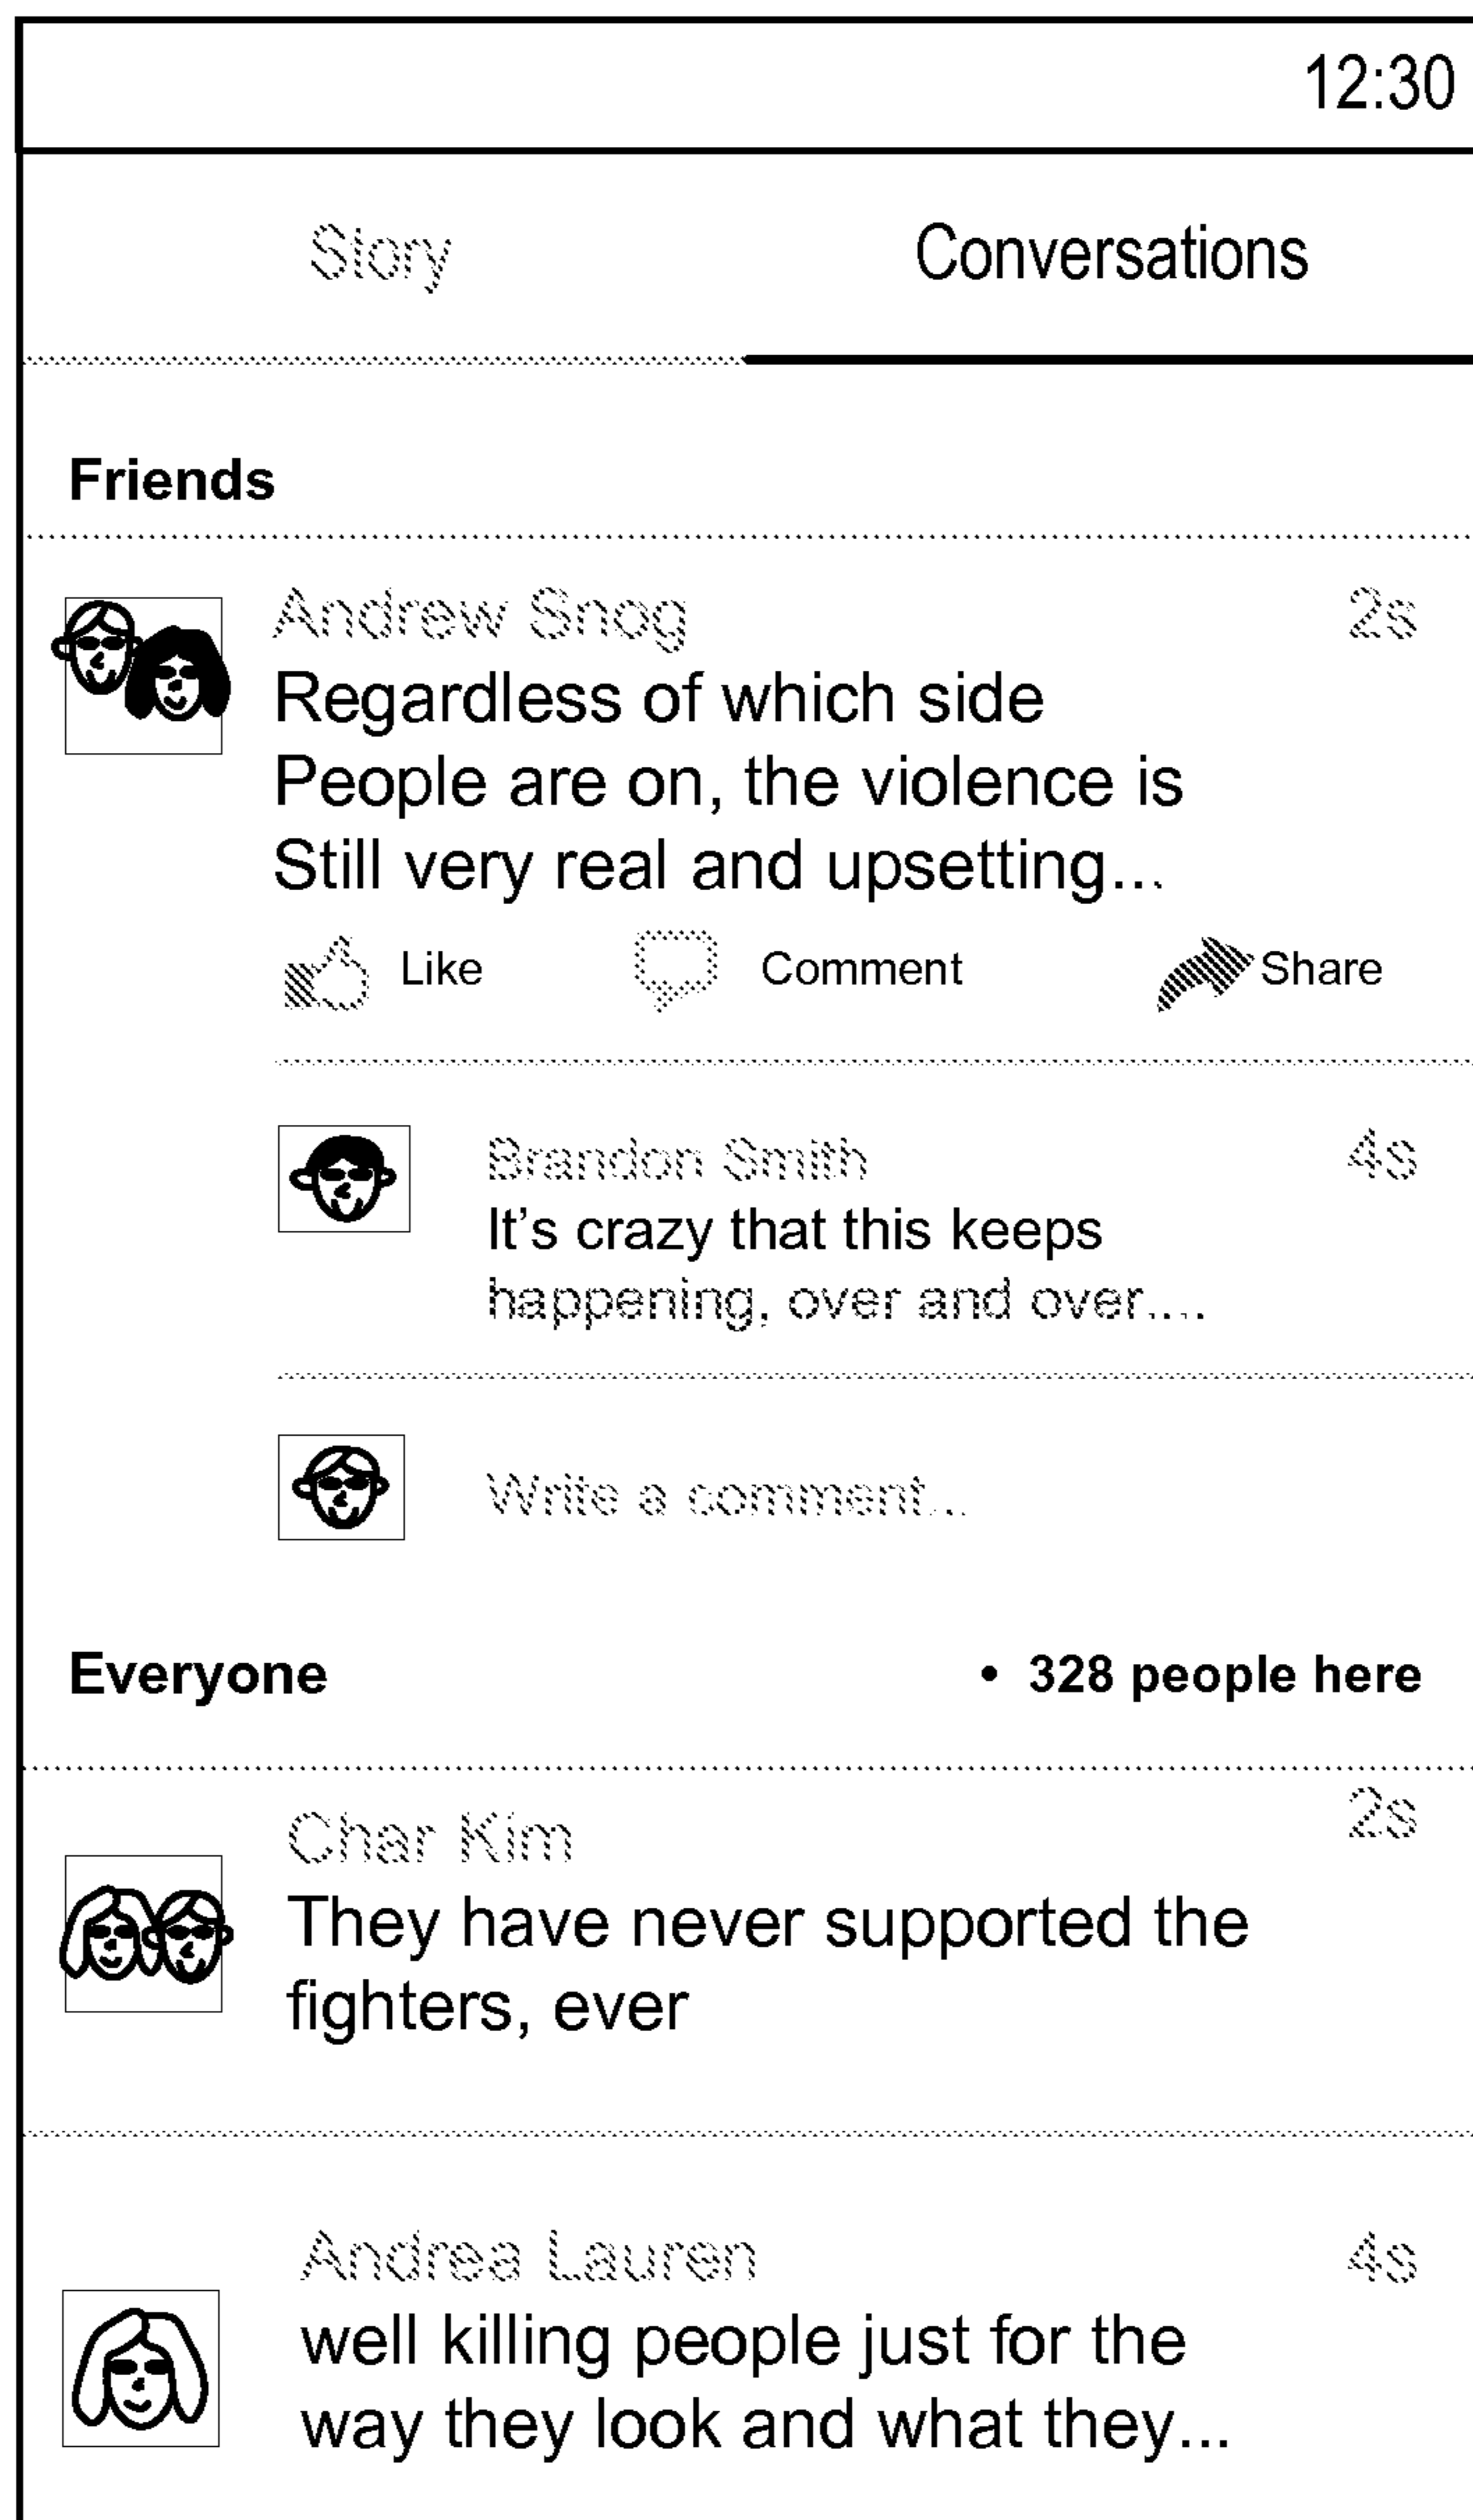 12:30
Story Conversations
Friends
Andrew Snog 2s
Regardless of which side
People are on, the violence is
Still very real and upsetting...
Like Comment Share
Brandon Smith 4s
It’s crazy that this keeps
happening, over and over....
Write a comment...
Everyone • 328 people here
Char Kim 2s
They have never supported the
fighters, ever
Andrea Lauren 4s
well killing people just for the
way they look and what they...